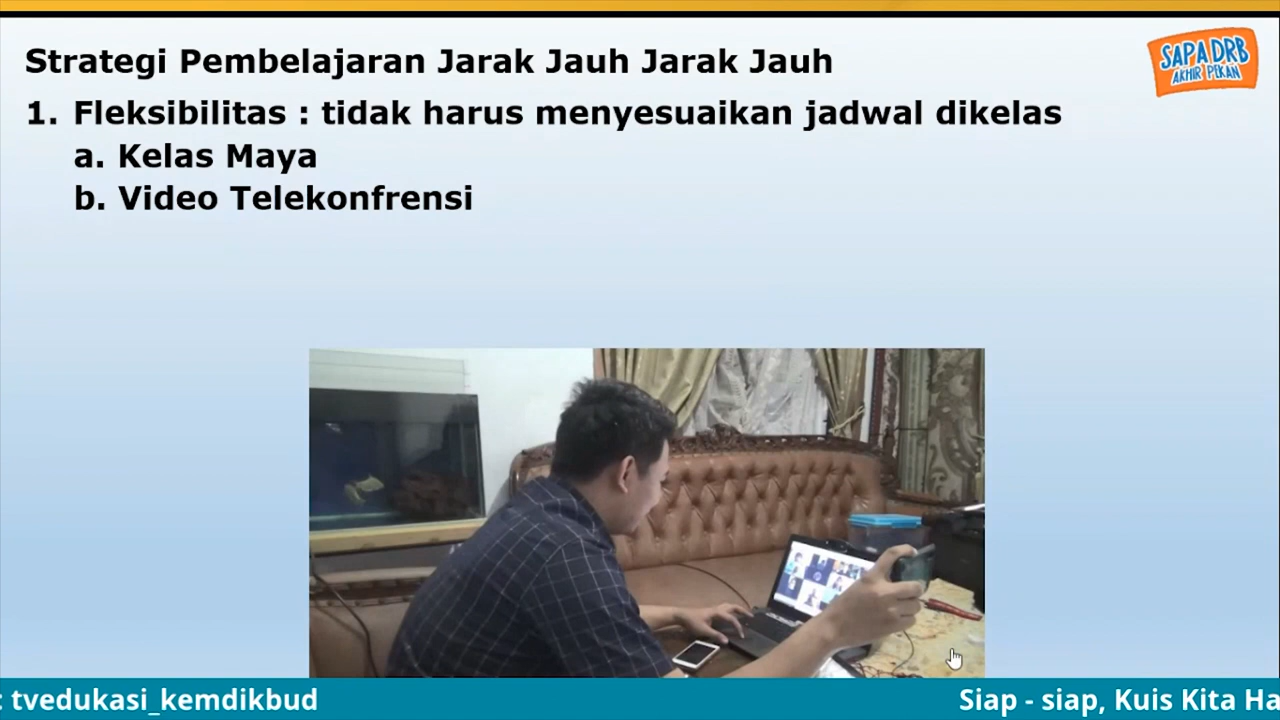 Strategi Pembelajaran Jarak Jauh Jarak Jauh
SAPA DRB
AKHIR PEKAN
1. Fleksibilitas : tidak harus menyesuaikan jadwal dikelas
a. Kelas Maya
b. Video Telekonfrensi
: tvedukasi_kemdikbud
Siap - siap, Kuis Kita Ha